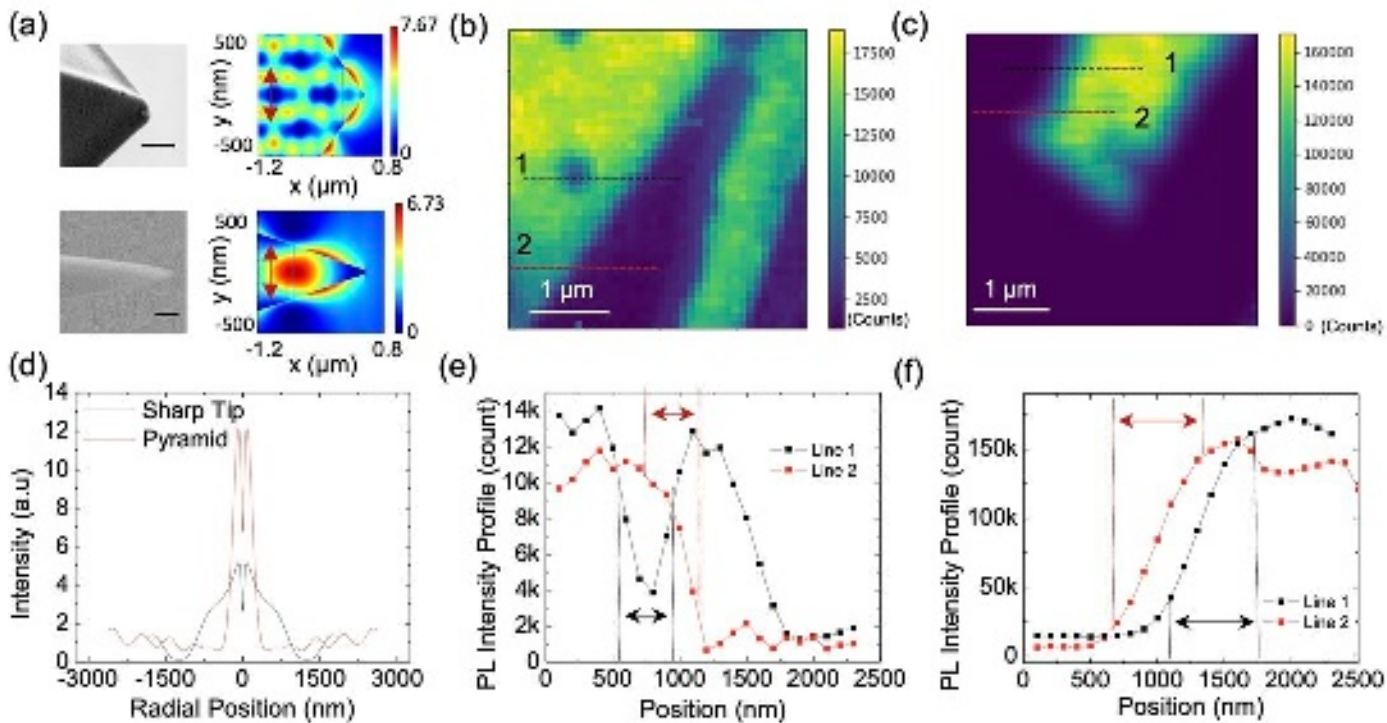 (a)
500
-500
y (nm)
-1.2
0.8
x (µm)
7.67
0
500
-500
y (nm)
-1.2
0.8
x (µm)
6.73
0
(b)
1
2
1 µm
17500
15000
12500
10000
7500
5000
2500
(Counts)
(c)
1
2
1 µm
160000
140000
120000
100000
80000
60000
40000
20000
0 (Counts)
(d)
14
12
10
8
6
4
2
0
Intensity (a.u)
Sharp Tip
Pyramid
-3000 -1500 0 1500 3000
Radial Position (nm)
(e)
14k
12k
10k
8k
6k
4k
2k
0
PL Intensity Profile (count)
Line 1
Line 2
0 500 1000 1500 2000 2500
Position (nm)
(f)
150k
100k
50k
0
PL Intensity Profile (count)
Line 1
Line 2
0 500 1000 1500 2000 2500
Position (nm)